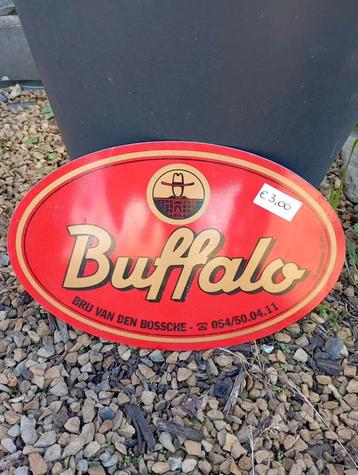 € 3,00
Buffalo
BRIJ VAN DEN BOSSCHE - ☎ 054/50.04.11